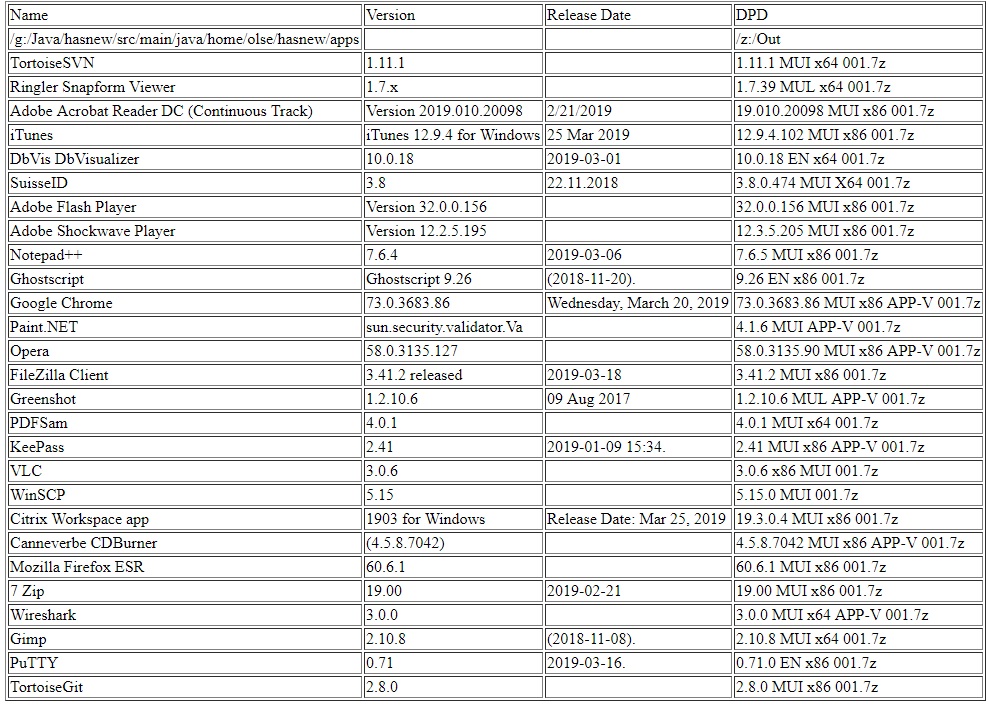 Name Version Release Date DPD
/g:/Java/hasnew/src/main/java/home/olse/hasnew/apps /z:/Out
TortoiseSVN 1.11.1 1.11.1 MUI x64 001.7z
Ringler Snapform Viewer 1.7.x 1.7.39 MUL x64 001.7z
Adobe Acrobat Reader DC (Continuous Track) Version 2019.010.20098 2/21/2019 19.010.20098 MUI x86 001.7z
iTunes iTunes 12.9.4 for Windows 25 Mar 2019 12.9.4.102 MUI x86 001.7z
DbVis DbVisualizer 10.0.18 2019-03-01 10.0.18 EN x64 001.7z
SuisseID 3.8 22.11.2018 3.8.0.474 MUI X64 001.7z
Adobe Flash Player Version 32.0.0.156 32.0.0.156 MUI x86 001.7z
Adobe Shockwave Player Version 12.2.5.195 12.3.5.205 MUI x86 001.7z
Notepad++ 7.6.4 2019-03-06 7.6.5 MUI x86 001.7z
Ghostscript Ghostscript 9.26 (2018-11-20). 9.26 EN x86 001.7z
Google Chrome 73.0.3683.86 Wednesday, March 20, 2019 73.0.3683.86 MUI x86 APP-V 001.7z
Paint.NET sun.security.validator.Va 4.1.6 MUI APP-V 001.7z
Opera 58.0.3135.127 58.0.3135.90 MUI x86 APP-V 001.7z
FileZilla Client 3.41.2 released 2019-03-18 3.41.2 MUI x86 001.7z
Greenshot 1.2.10.6 09 Aug 2017 1.2.10.6 MUL APP-V 001.7z
PDFSam 4.0.1 4.0.1 MUI x64 001.7z
KeePass 2.41 2019-01-09 15:34. 2.41 MUI x86 APP-V 001.7z
VLC 3.0.6 3.0.6 x86 MUI 001.7z
WinSCP 5.15 5.15.0 MUI 001.7z
Citrix Workspace app 1903 for Windows Release Date: Mar 25, 2019 19.3.0.4 MUI x86 001.7z
Canneverbe CDBurner (4.5.8.7042) 4.5.8.7042 MUI x86 APP-V 001.7z
Mozilla Firefox ESR 60.6.1 60.6.1 MUI x86 001.7z
7 Zip 19.00 2019-02-21 19.00 MUI x86 001.7z
Wireshark 3.0.0 3.0.0 MUI x64 APP-V 001.7z
Gimp 2.10.8 (2018-11-08). 2.10.8 MUI x64 001.7z
PuTTY 0.71 2019-03-16. 0.71.0 EN x86 001.7z
TortoiseGit 2.8.0 2.8.0 MUI x86 001.7z